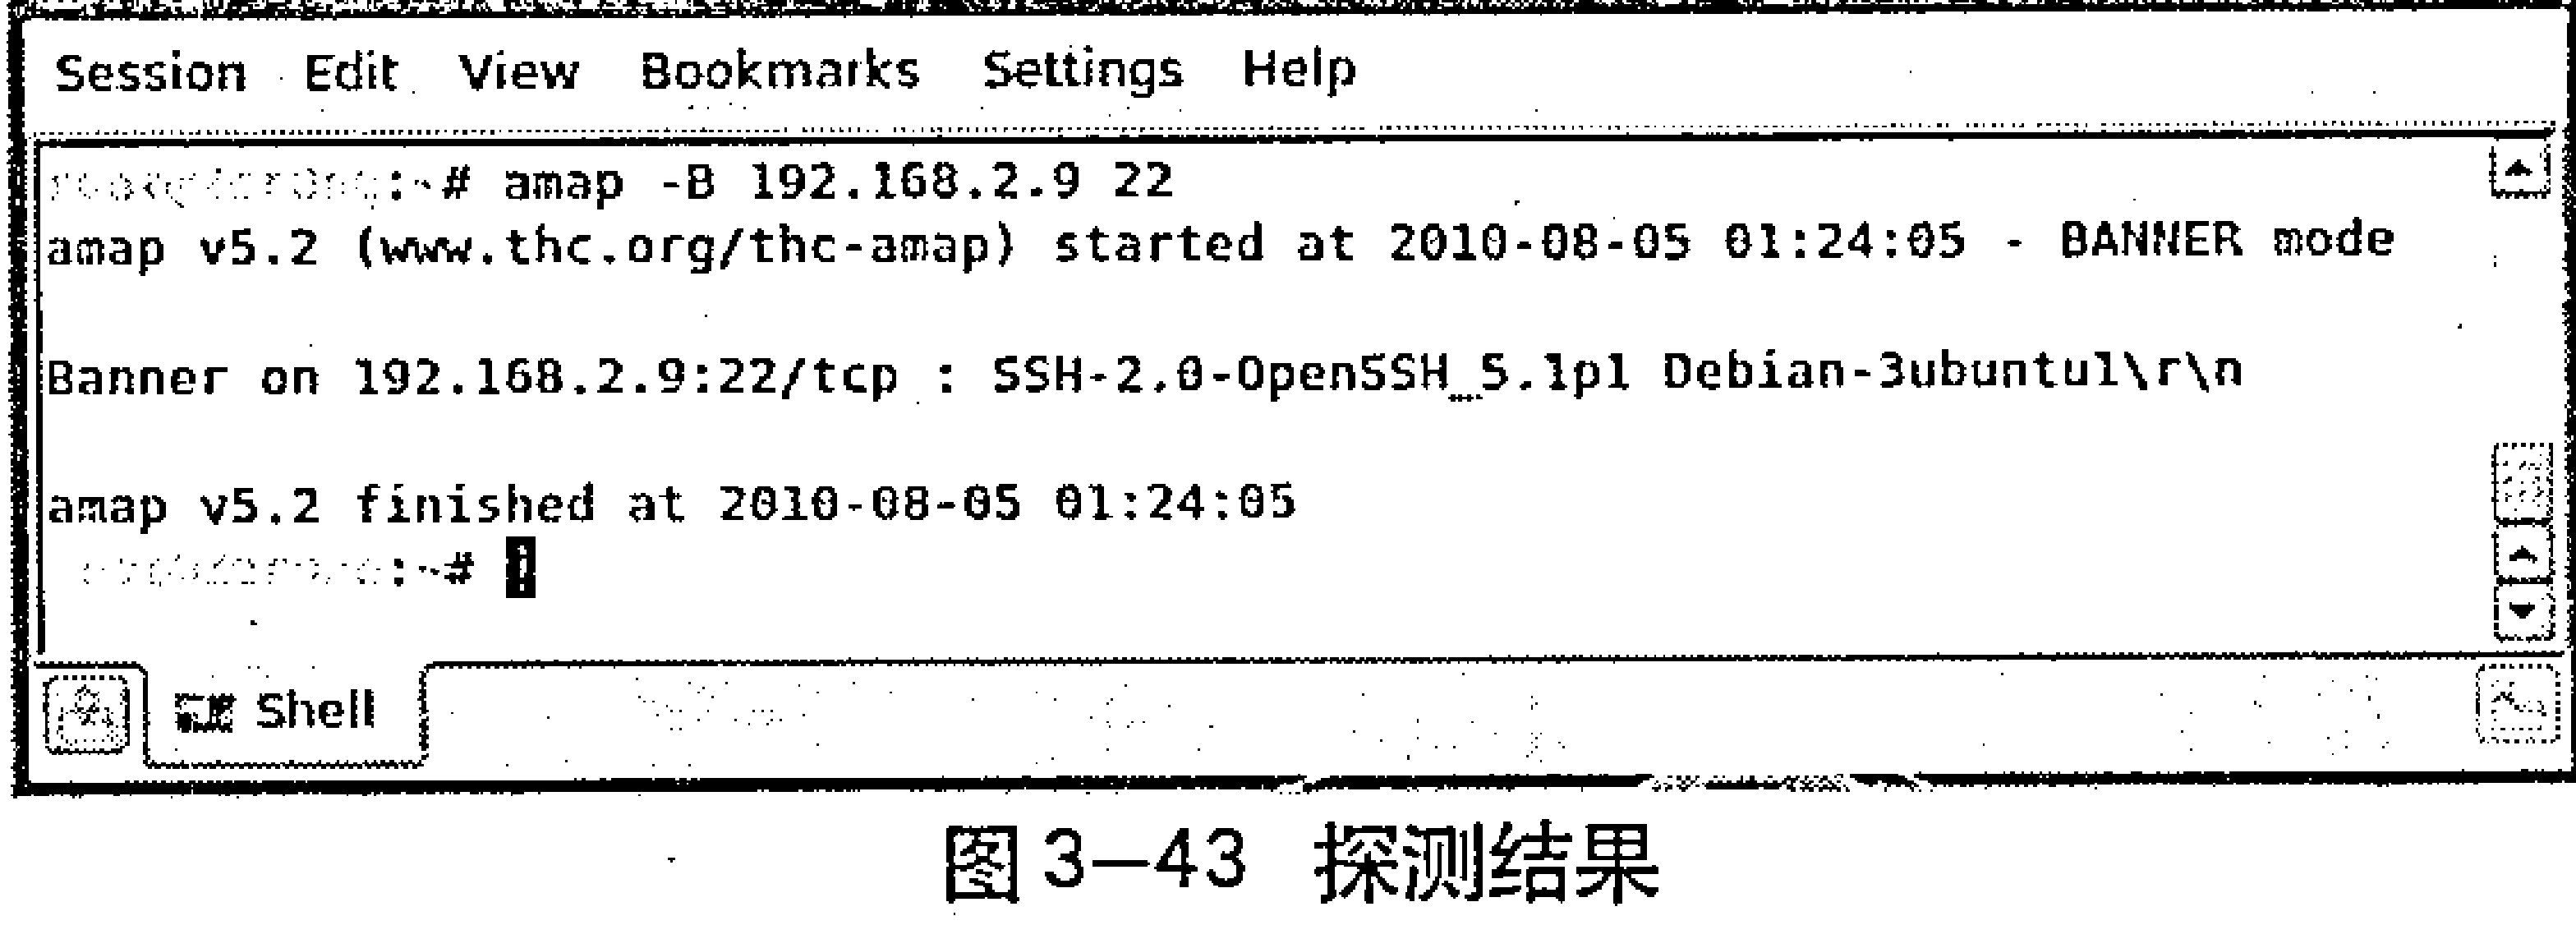 Session Edit View Bookmarks Settings Help
:~# amap -B 192.168.2.9 22
amap v5.2 (www.thc.org/thc-amap) started at 2010-08-05 01:24:05 - BANNER mode
Banner on 192.168.2.9:22/tcp : SSH-2.0-OpenSSH_5.1p1 Debian-3ubuntu1\r\n
amap v5.2 finished at 2010-08-05 01:24:05
:~#
Shell
图3-43 探测结果